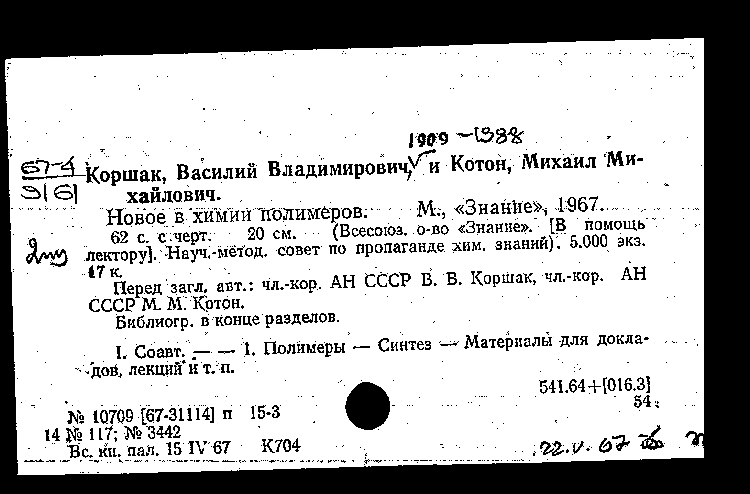 1909 - 1988
67-4 Коршак, Василий Владимирович, и Котон, Михаил Ми-
9161 хайлович.
Новое в химии полимеров. М., «Знание», 1967.
62 с. с черт. 20 см. (Всесоюз. о-во «Знание». [В помощь
лектору]. Науч.-метод. совет по пропаганде хим. знаний). 5.000 экз.
17 к.
Перед загл. авт.: чл.-кор. АН СССР В. В. Коршак, чл.-кор. АН
СССР М. М. Котон.
Библиогр. в конце разделов.
I. Соавт. — — 1. Полимеры — Синтез — Материалы для докла-
дов, лекций и т. п.
541.64+[016.3]
54
№ 10709 [67-31114] п 15-3
14 № 117; № 3442
Вс. кн. пал. 15 IV 67 К704 22.V.67